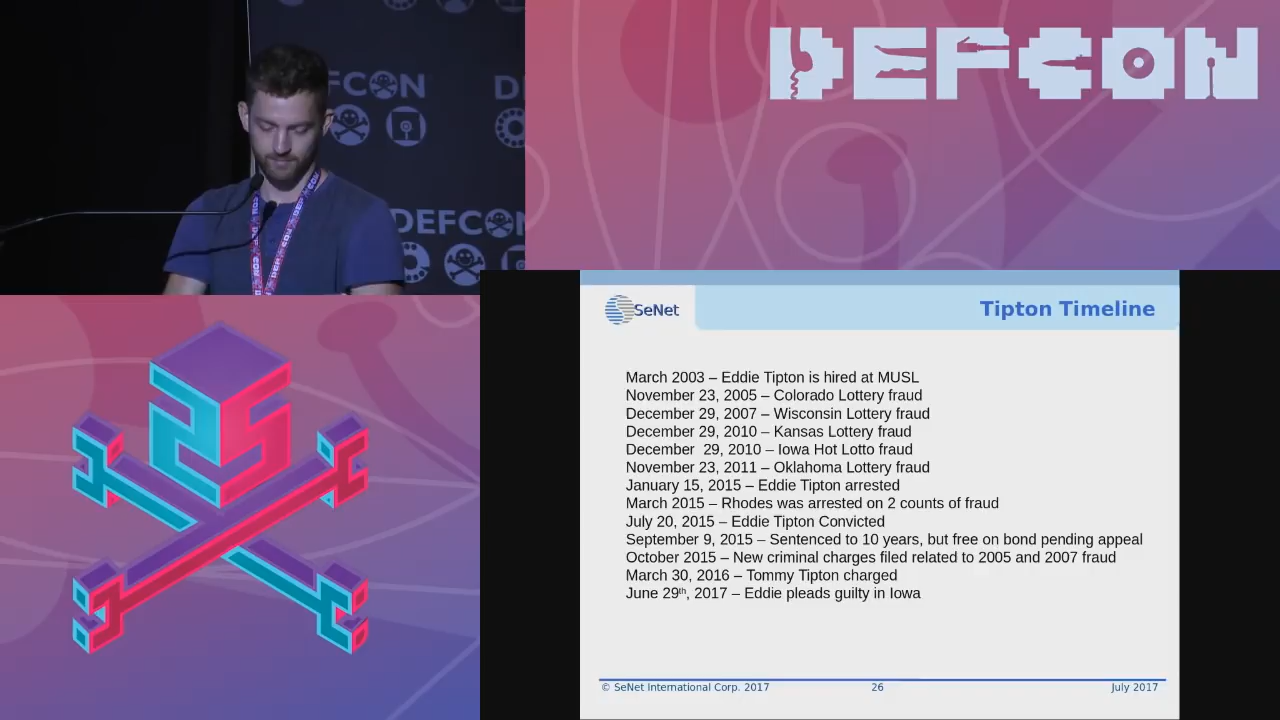 DEFCON
FCON
DE
DEFCON
DEFCON
SeNet
Tipton Timeline
March 2003 – Eddie Tipton is hired at MUSL
November 23, 2005 – Colorado Lottery fraud
December 29, 2007 – Wisconsin Lottery fraud
December 29, 2010 – Kansas Lottery fraud
December  29, 2010 – Iowa Hot Lotto fraud
November 23, 2011 – Oklahoma Lottery fraud
January 15, 2015 – Eddie Tipton arrested
March 2015 – Rhodes was arrested on 2 counts of fraud
July 20, 2015 – Eddie Tipton Convicted
September 9, 2015 – Sentenced to 10 years, but free on bond pending appeal
October 2015 – New criminal charges filed related to 2005 and 2007 fraud
March 30, 2016 – Tommy Tipton charged
June 29th, 2017 – Eddie pleads guilty in Iowa
© SeNet International Corp. 2017 26 July 2017